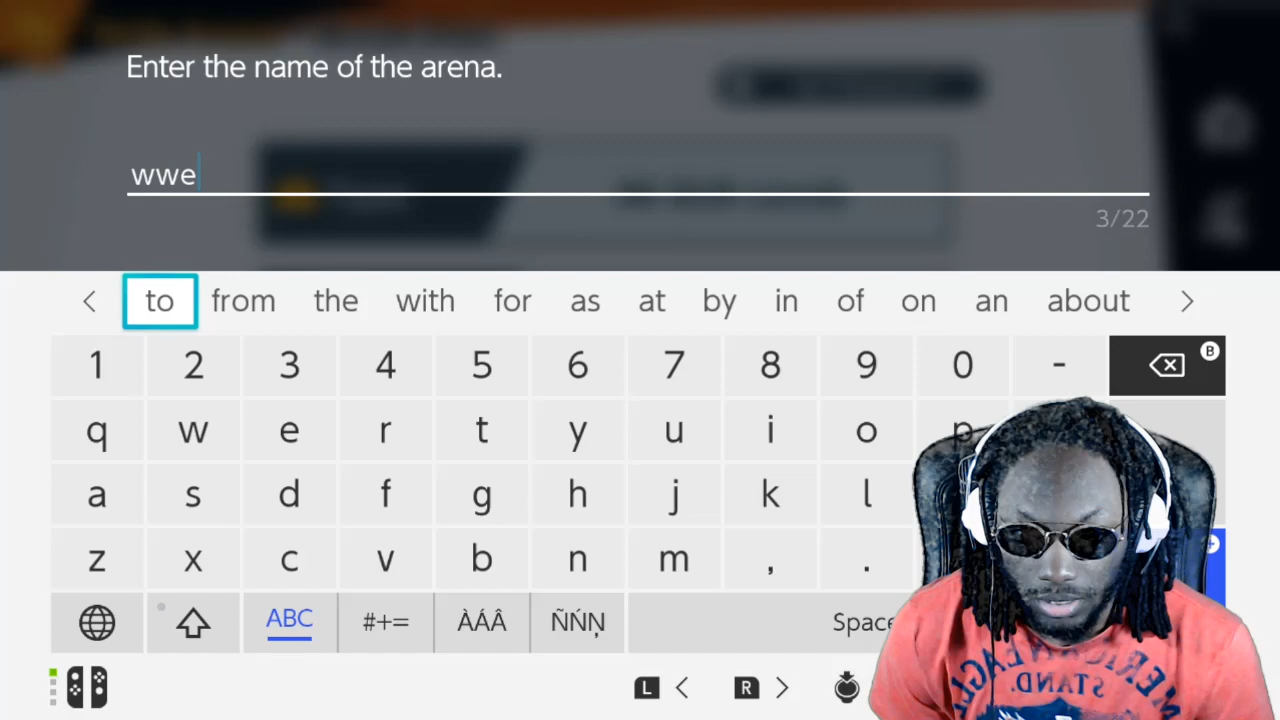 Enter the name of the arena.
wwe
3/22
to from the with for as at by in of on an about
1 2 3 4 5 6 7 8 9 0 - B
q w e r t y u i o p
a s d f g h j k l
z x c v b n m , .
ABC #+= ÀÁÂ ÑŃŅ Space
L R
STAND.